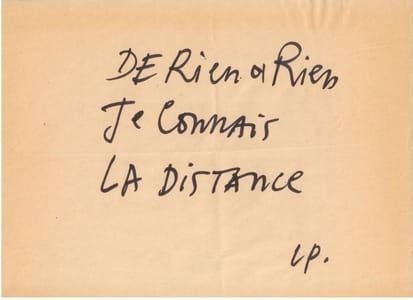 DE Rien a Rien
Je Connais
LA DISTANCE
LP.